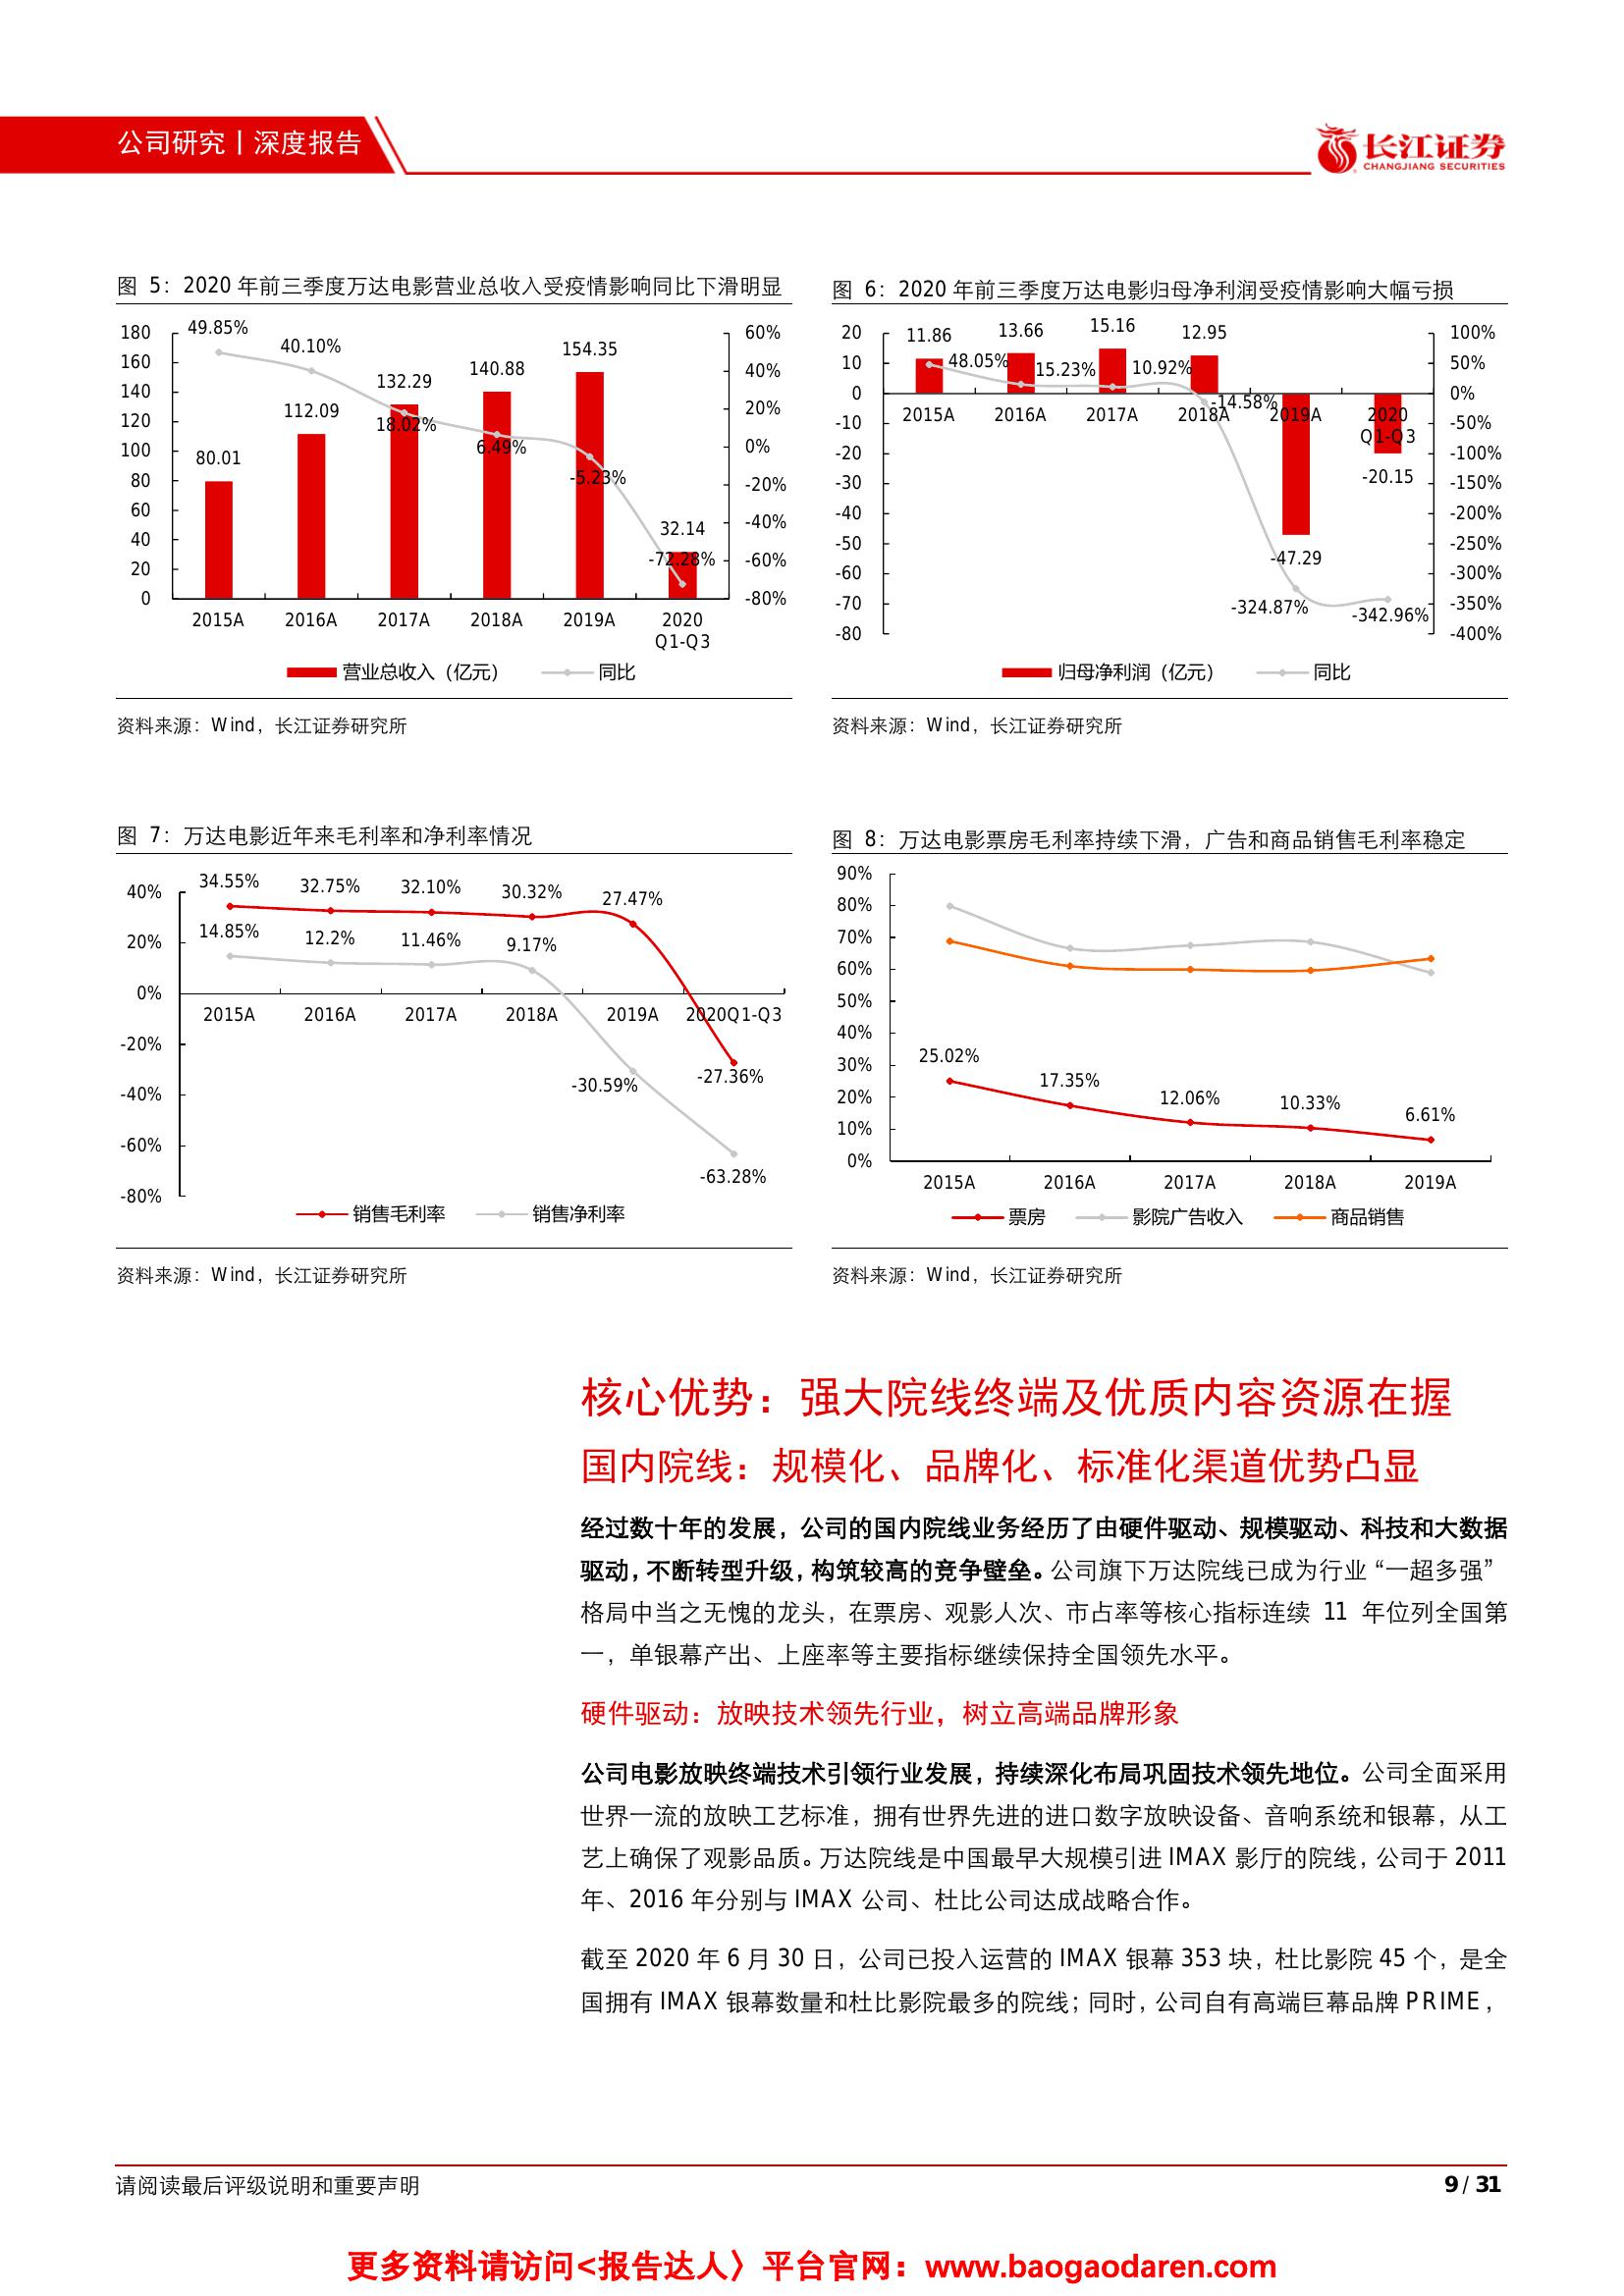 公司研究丨深度报告
长江证券
CHANGJIANG SECURITIES
图 5：2020 年前三季度万达电影营业总收入受疫情影响同比下滑明显
180
160
140
120
100
80
60
40
20
0
49.85%
40.10%
18.02%
6.49%
-5.23%
-72.28%
80.01
112.09
132.29
140.88
154.35
32.14
60%
40%
20%
0%
-20%
-40%
-60%
-80%
2015A 2016A 2017A 2018A 2019A 2020
Q1-Q3
营业总收入（亿元） 同比
资料来源：Wind，长江证券研究所
图 6：2020 年前三季度万达电影归母净利润受疫情影响大幅亏损
20
10
0
-10
-20
-30
-40
-50
-60
-70
-80
11.86
13.66
15.16
12.95
-47.29
-20.15
48.05%
15.23%
10.92%
-14.58%
-324.87%
-342.96%
100%
50%
0%
-50%
-100%
-150%
-200%
-250%
-300%
-350%
-400%
2015A 2016A 2017A 2018A 2019A 2020
Q1-Q3
归母净利润（亿元） 同比
资料来源：Wind，长江证券研究所
图 7：万达电影近年来毛利率和净利率情况
40%
20%
0%
-20%
-40%
-60%
-80%
34.55%
32.75%
32.10%
30.32%
27.47%
-27.36%
14.85%
12.2%
11.46%
9.17%
-30.59%
-63.28%
2015A 2016A 2017A 2018A 2019A 2020Q1-Q3
销售毛利率 销售净利率
资料来源：Wind，长江证券研究所
图 8：万达电影票房毛利率持续下滑，广告和商品销售毛利率稳定
90%
80%
70%
60%
50%
40%
30%
20%
10%
0%
25.02%
17.35%
12.06%
10.33%
6.61%
2015A 2016A 2017A 2018A 2019A
票房 影院广告收入 商品销售
资料来源：Wind，长江证券研究所
核心优势：强大院线终端及优质内容资源在握
国内院线：规模化、品牌化、标准化渠道优势凸显
经过数十年的发展，公司的国内院线业务经历了由硬件驱动、规模驱动、科技和大数据
驱动，不断转型升级，构筑较高的竞争壁垒。公司旗下万达院线已成为行业“一超多强”
格局中当之无愧的龙头，在票房、观影人次、市占率等核心指标连续 11 年位列全国第
一，单银幕产出、上座率等主要指标继续保持全国领先水平。
硬件驱动：放映技术领先行业，树立高端品牌形象
公司电影放映终端技术引领行业发展，持续深化布局巩固技术领先地位。公司全面采用
世界一流的放映工艺标准，拥有世界先进的进口数字放映设备、音响系统和银幕，从工
艺上确保了观影品质。万达院线是中国最早大规模引进 IMAX 影厅的院线，公司于 2011
年、2016 年分别与 IMAX 公司、杜比公司达成战略合作。
截至 2020 年 6 月 30 日，公司已投入运营的 IMAX 银幕 353 块，杜比影院 45 个，是全
国拥有 IMAX 银幕数量和杜比影院最多的院线；同时，公司自有高端巨幕品牌 PRIME，
请阅读最后评级说明和重要声明
9 / 31
更多资料请访问<报告达人〉平台官网：www.baogaodaren.com